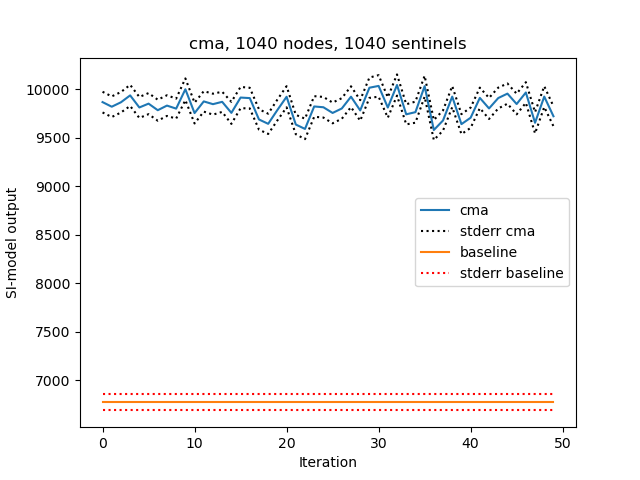 cma, 1040 nodes, 1040 sentinels
SI-model output
10000
9500
9000
8500
8000
7500
7000
cma
stderr cma
baseline
stderr baseline
0 10 20 30 40 50
Iteration